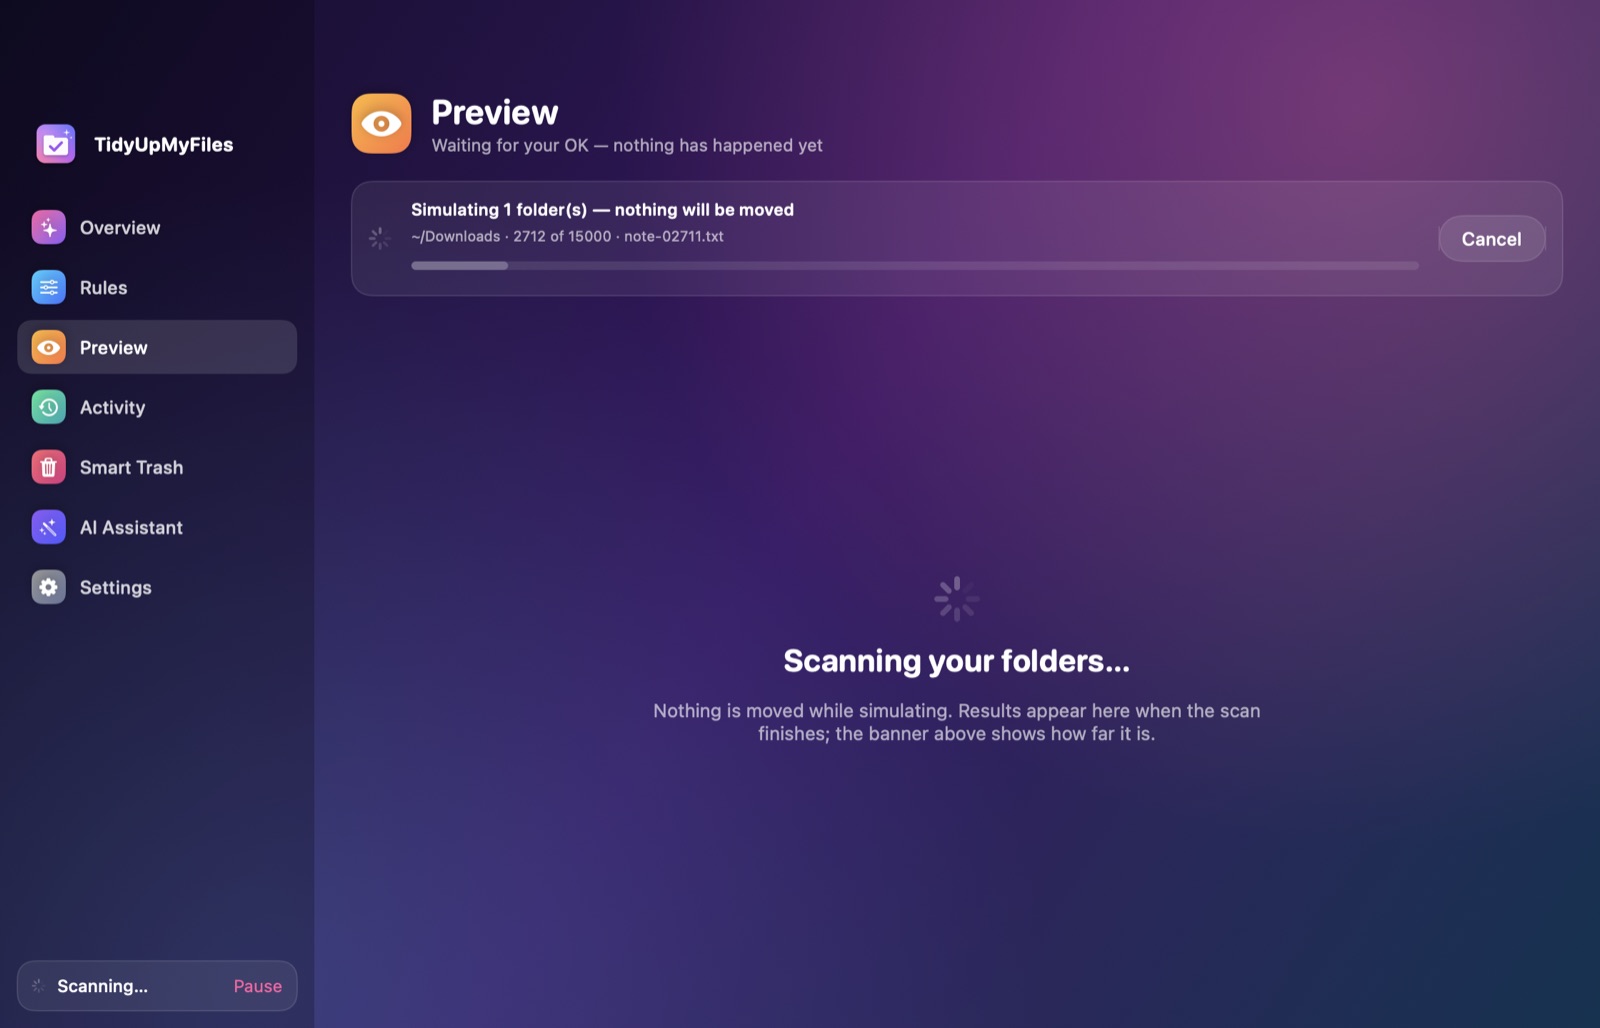 TidyUpMyFiles
Overview
Rules
Preview
Activity
Smart Trash
AI Assistant
Settings
Scanning...
Pause
Preview
Waiting for your OK — nothing has happened yet
Simulating 1 folder(s) — nothing will be moved
~/Downloads · 2712 of 15000 · note-02711.txt
Cancel
Scanning your folders...
Nothing is moved while simulating. Results appear here when the scan
finishes; the banner above shows how far it is.